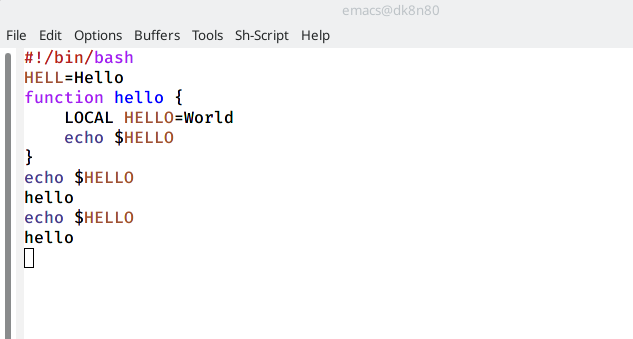 emacs@dk8n80
File Edit Options Buffers Tools Sh-Script Help
#!/bin/bash
HELL=Hello
function hello {
    LOCAL HELLO=World
    echo $HELLO
}
echo $HELLO
hello
echo $HELLO
hello